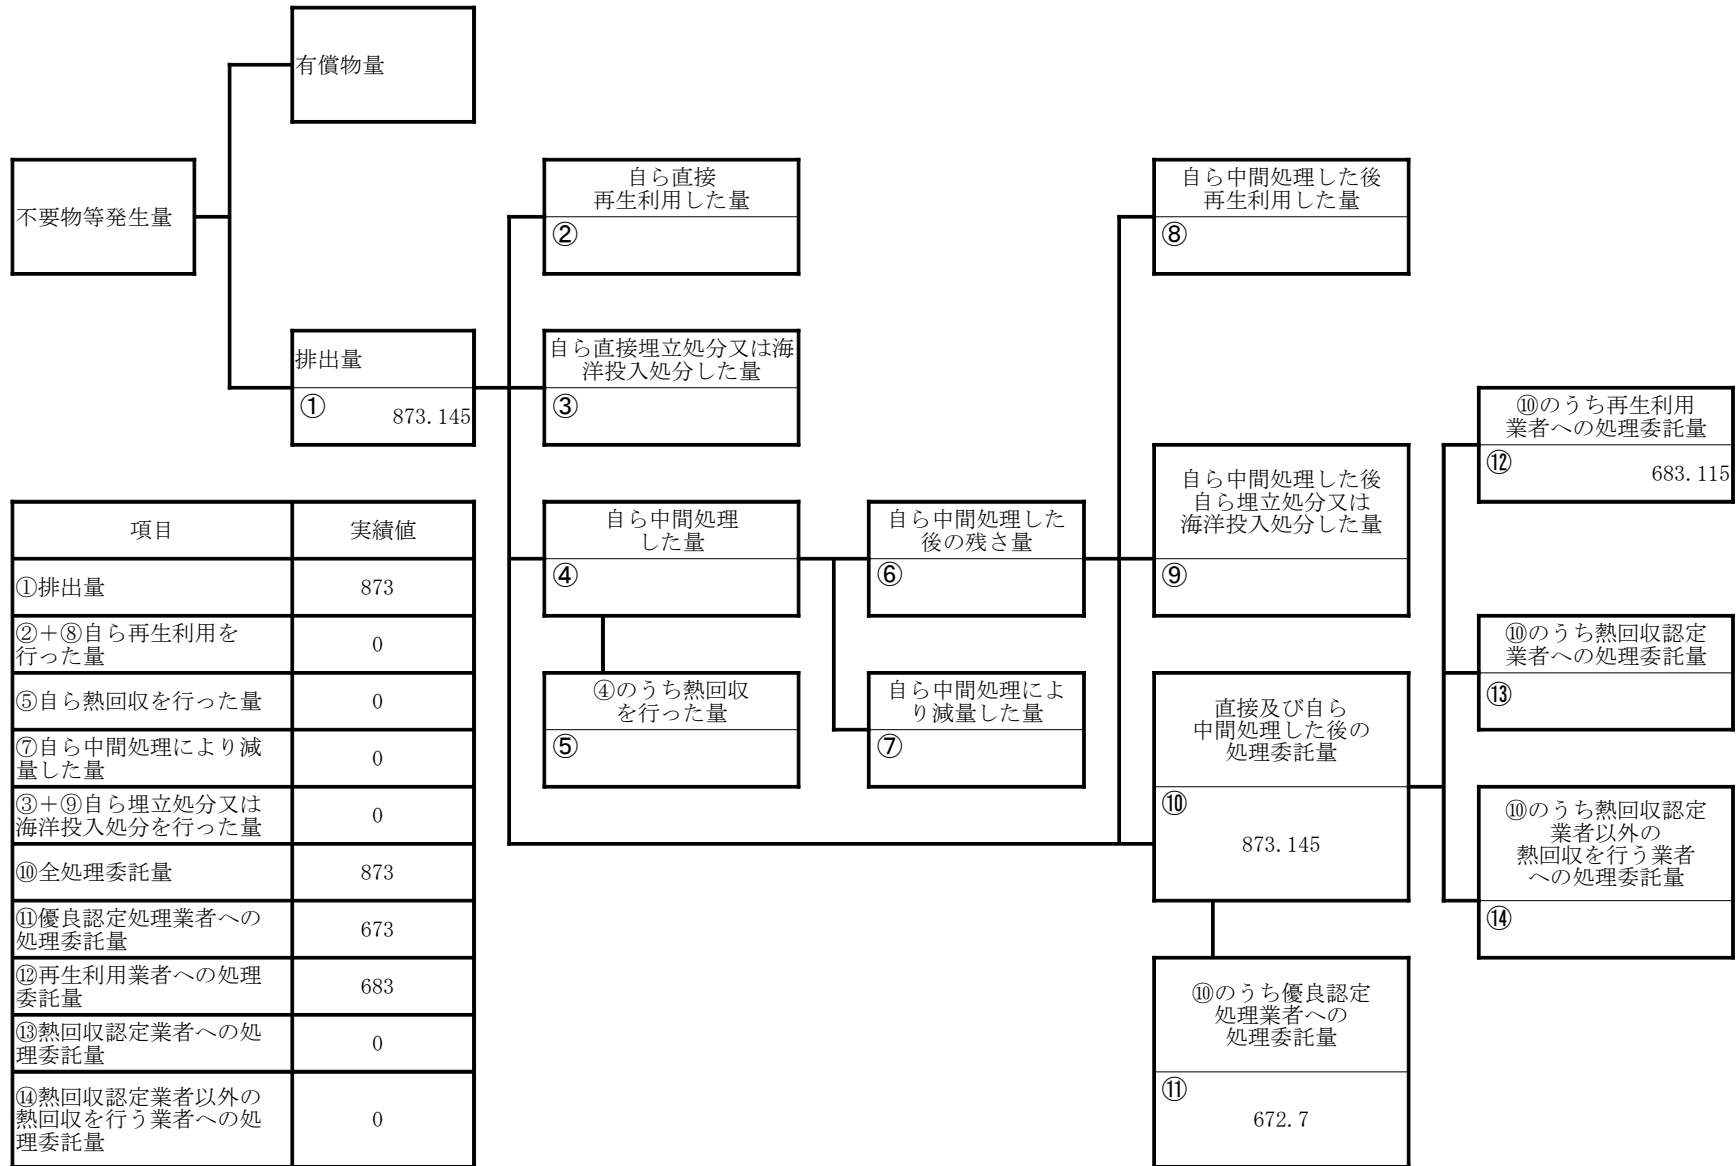 有償物量
不要物等発生量
排出量
①
873.145
自ら直接
再生利用した量
②
自ら直接埋立処分又は海
洋投入処分した量
③
自ら中間処理
した量
④
④のうち熱回収
を行った量
⑤
自ら中間処理した
後の残さ量
⑥
自ら中間処理によ
り減量した量
⑦
自ら中間処理した後
再生利用した量
⑧
自ら中間処理した後
自ら埋立処分又は
海洋投入処分した量
⑨
直接及び自ら
中間処理した後の
処理委託量
⑩
873.145
⑩のうち優良認定
処理業者への
処理委託量
⑪
672.7
⑩のうち再生利用
業者への処理委託量
⑫
683.115
⑩のうち熱回収認定
業者への処理委託量
⑬
⑩のうち熱回収認定
業者以外の
熱回収を行う業者
への処理委託量
⑭
項目 実績値
①排出量 873
②+⑧自ら再生利用を
行った量 0
⑤自ら熱回収を行った量 0
⑦自ら中間処理により減
量した量 0
③+⑨自ら埋立処分又は
海洋投入処分を行った量 0
⑩全処理委託量 873
⑪優良認定処理業者への
処理委託量 673
⑫再生利用業者への処理
委託量 683
⑬熱回収認定業者への処
理委託量 0
⑭熱回収認定業者以外の
熱回収を行う業者への処
理委託量 0